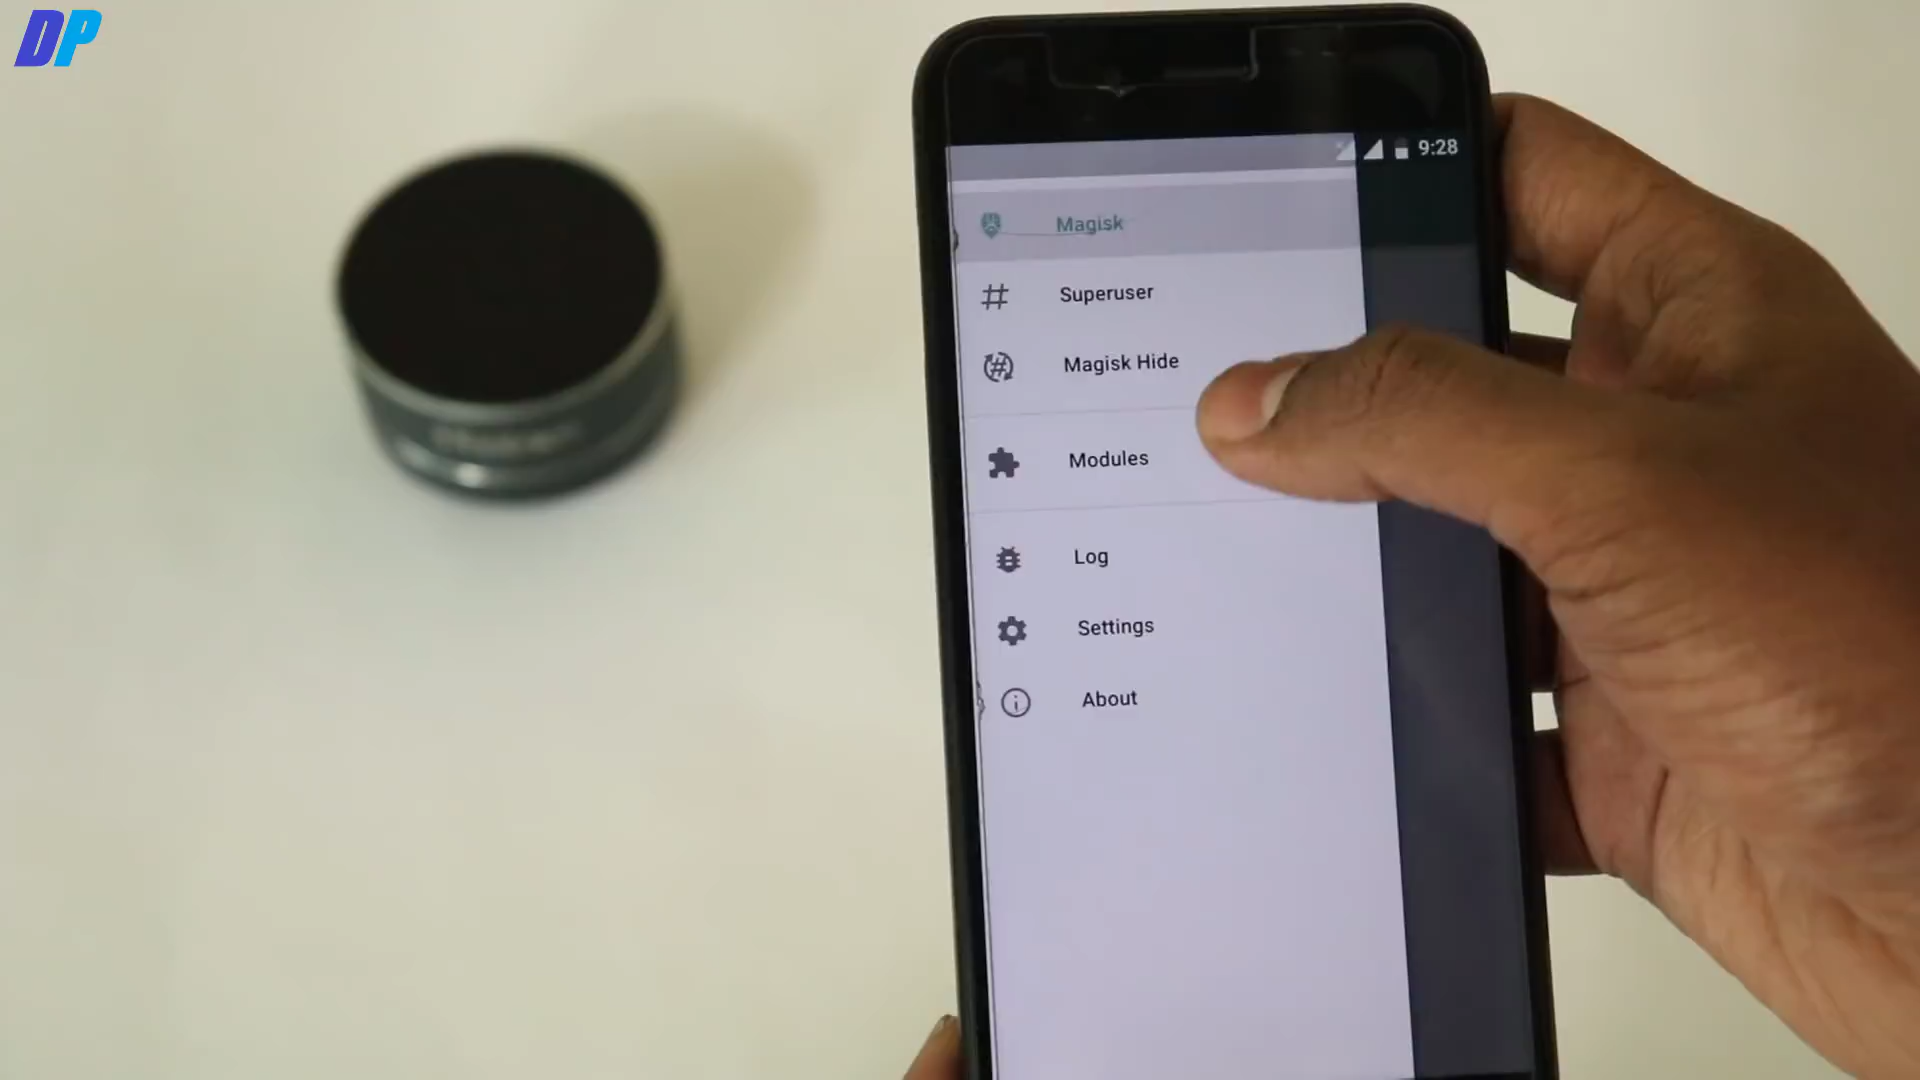 DP
9:28
Magisk
Superuser
Magisk Hide
Modules
Log
Settings
About